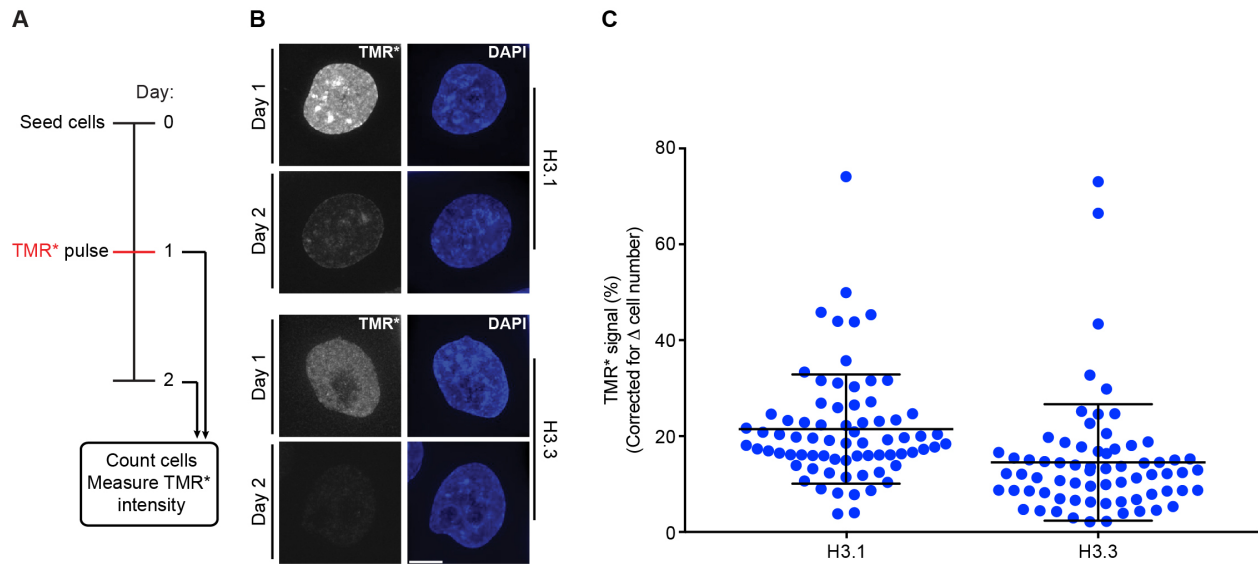 A
Day:
Seed cells
0
TMR* pulse
1
2
Count cells
Measure TMR*
intensity
B
TMR*
DAPI
Day 1
Day 2
H3.1
TMR*
DAPI
Day 1
Day 2
H3.3
C
TMR* signal (%)
(Corrected for Δ cell number)
80
60
40
20
0
H3.1
H3.3